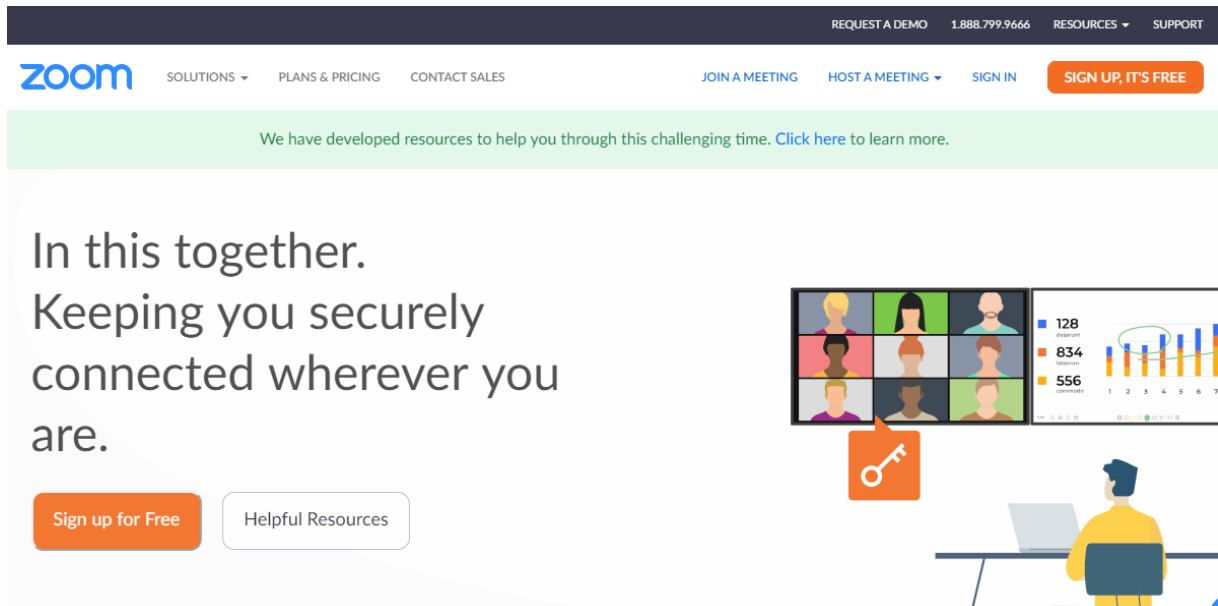 REQUEST A DEMO 1.888.799.9666 RESOURCES SUPPORT
zoom SOLUTIONS PLANS & PRICING CONTACT SALES JOIN A MEETING HOST A MEETING SIGN IN SIGN UP, IT'S FREE
We have developed resources to help you through this challenging time. Click here to learn more.
In this together.
Keeping you securely
connected wherever you
are.
128
deserunt
834
laborum
556
commodo
1 2 3 4 5 6 7
Sign up for Free Helpful Resources